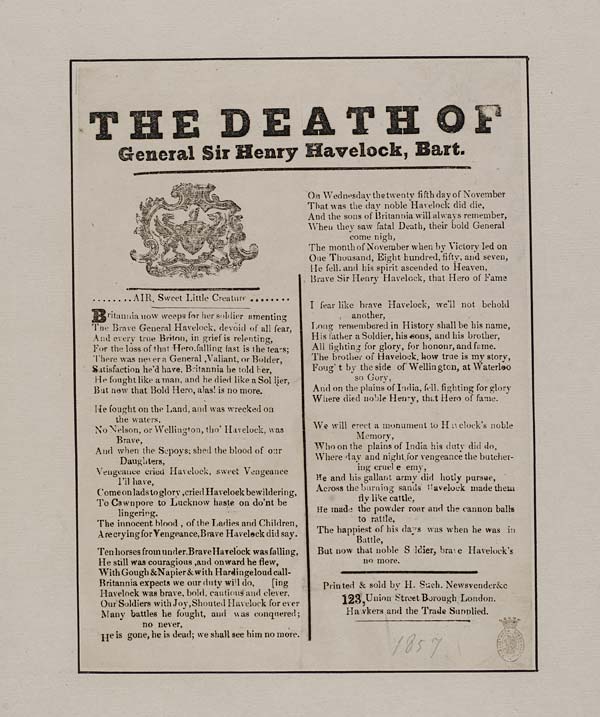 THE DEATH OF
General Sir Henry Havelock, Bart.
........AIR, Sweet Little Creature ........
Britannia now weeps for her soldier amenting
The Brave General Havelock, devoid of all fear,
And every true Briton, in grief is relenting,
For the loss of that Hero, falling fast is the tears;
There was never a General ,Valiant, or Bolder,
Satisfaction he'd have, Britannia he told her,
He fought like a man, and he died like a Sol ljer,
But now that Bold Hero, alas! is no more.
He fought on the Land, and was wrecked on
the waters,
No Nelson, or Wellington, tho' Havelock, was
Brave,
And when the Sepoys; shed the blood of our
Daughters,
Vengeance cried Havelock, sweet Vengeance
I'll have,
Come on lads to glory ,cried Havelock bewildering,
To Cawnpore to Lucknow haste on do'nt be
lingering.
The innocent blood , of the Ladies and Children,
Are crying for Vengeance, Brave Havelock did say.
Ten horses from under. Brave Havelock was falling,
He still was couragious ,and onward he flew,
With Gough & Napier & with Hardinge loud call-
Britannia expects we our duty will do, [ing
Havelock was brave, bold, cautious and clever.
Our Soldiers with Joy, Shouted Havelock for ever
Many battles he fought, and was conquered;
no never,
He is gone, he is dead; we shall see him no more.
On Wednesday the twenty fifth day of November
That was the day noble Havelock did die,
And the sons of Britannia will always remember,
When they saw fatal Death, their bold General
come nigh,
The month of November when by Victory led on
One Thousand, Eight hundred, fifty, and seven,
He fell. and his spirit ascended to Heaven,
Brave Sir Henry Havelock, that Hero of Fame
I fear like brave Havelock, we'll not behold
another,
Long remembered in History shall be his name,
His father a Soldier, his sons, and his brother,
All fighting for glory, for honour, and fame.
The brother of Havelock, how true is my story,
Foug' t by the side of Wellington, at Waterloo
so Gory,
And on the plains of India, fell, fighting for glory
Where died noble Henry, that Hero of fame.
We will erect a monument to H velock's noble
Memory,
Who on the plains of India his duty did do,
Where day and night for vengeance the butcher-
ing cruel e emy,
He and his gallant army did hotly pursue,
Across the burning sands Havelock made them
fly like cattle,
He made the powder roar and the cannon balls
to rattle,
The happiest of his days was when he was in
Battle,
But now that noble S ldier, brave Havelock's
no more.
Printed & sold by H. Such. Newsvender&c
123, Union Street Borough, London.
Hawkers and the Trade Supplied.
1857